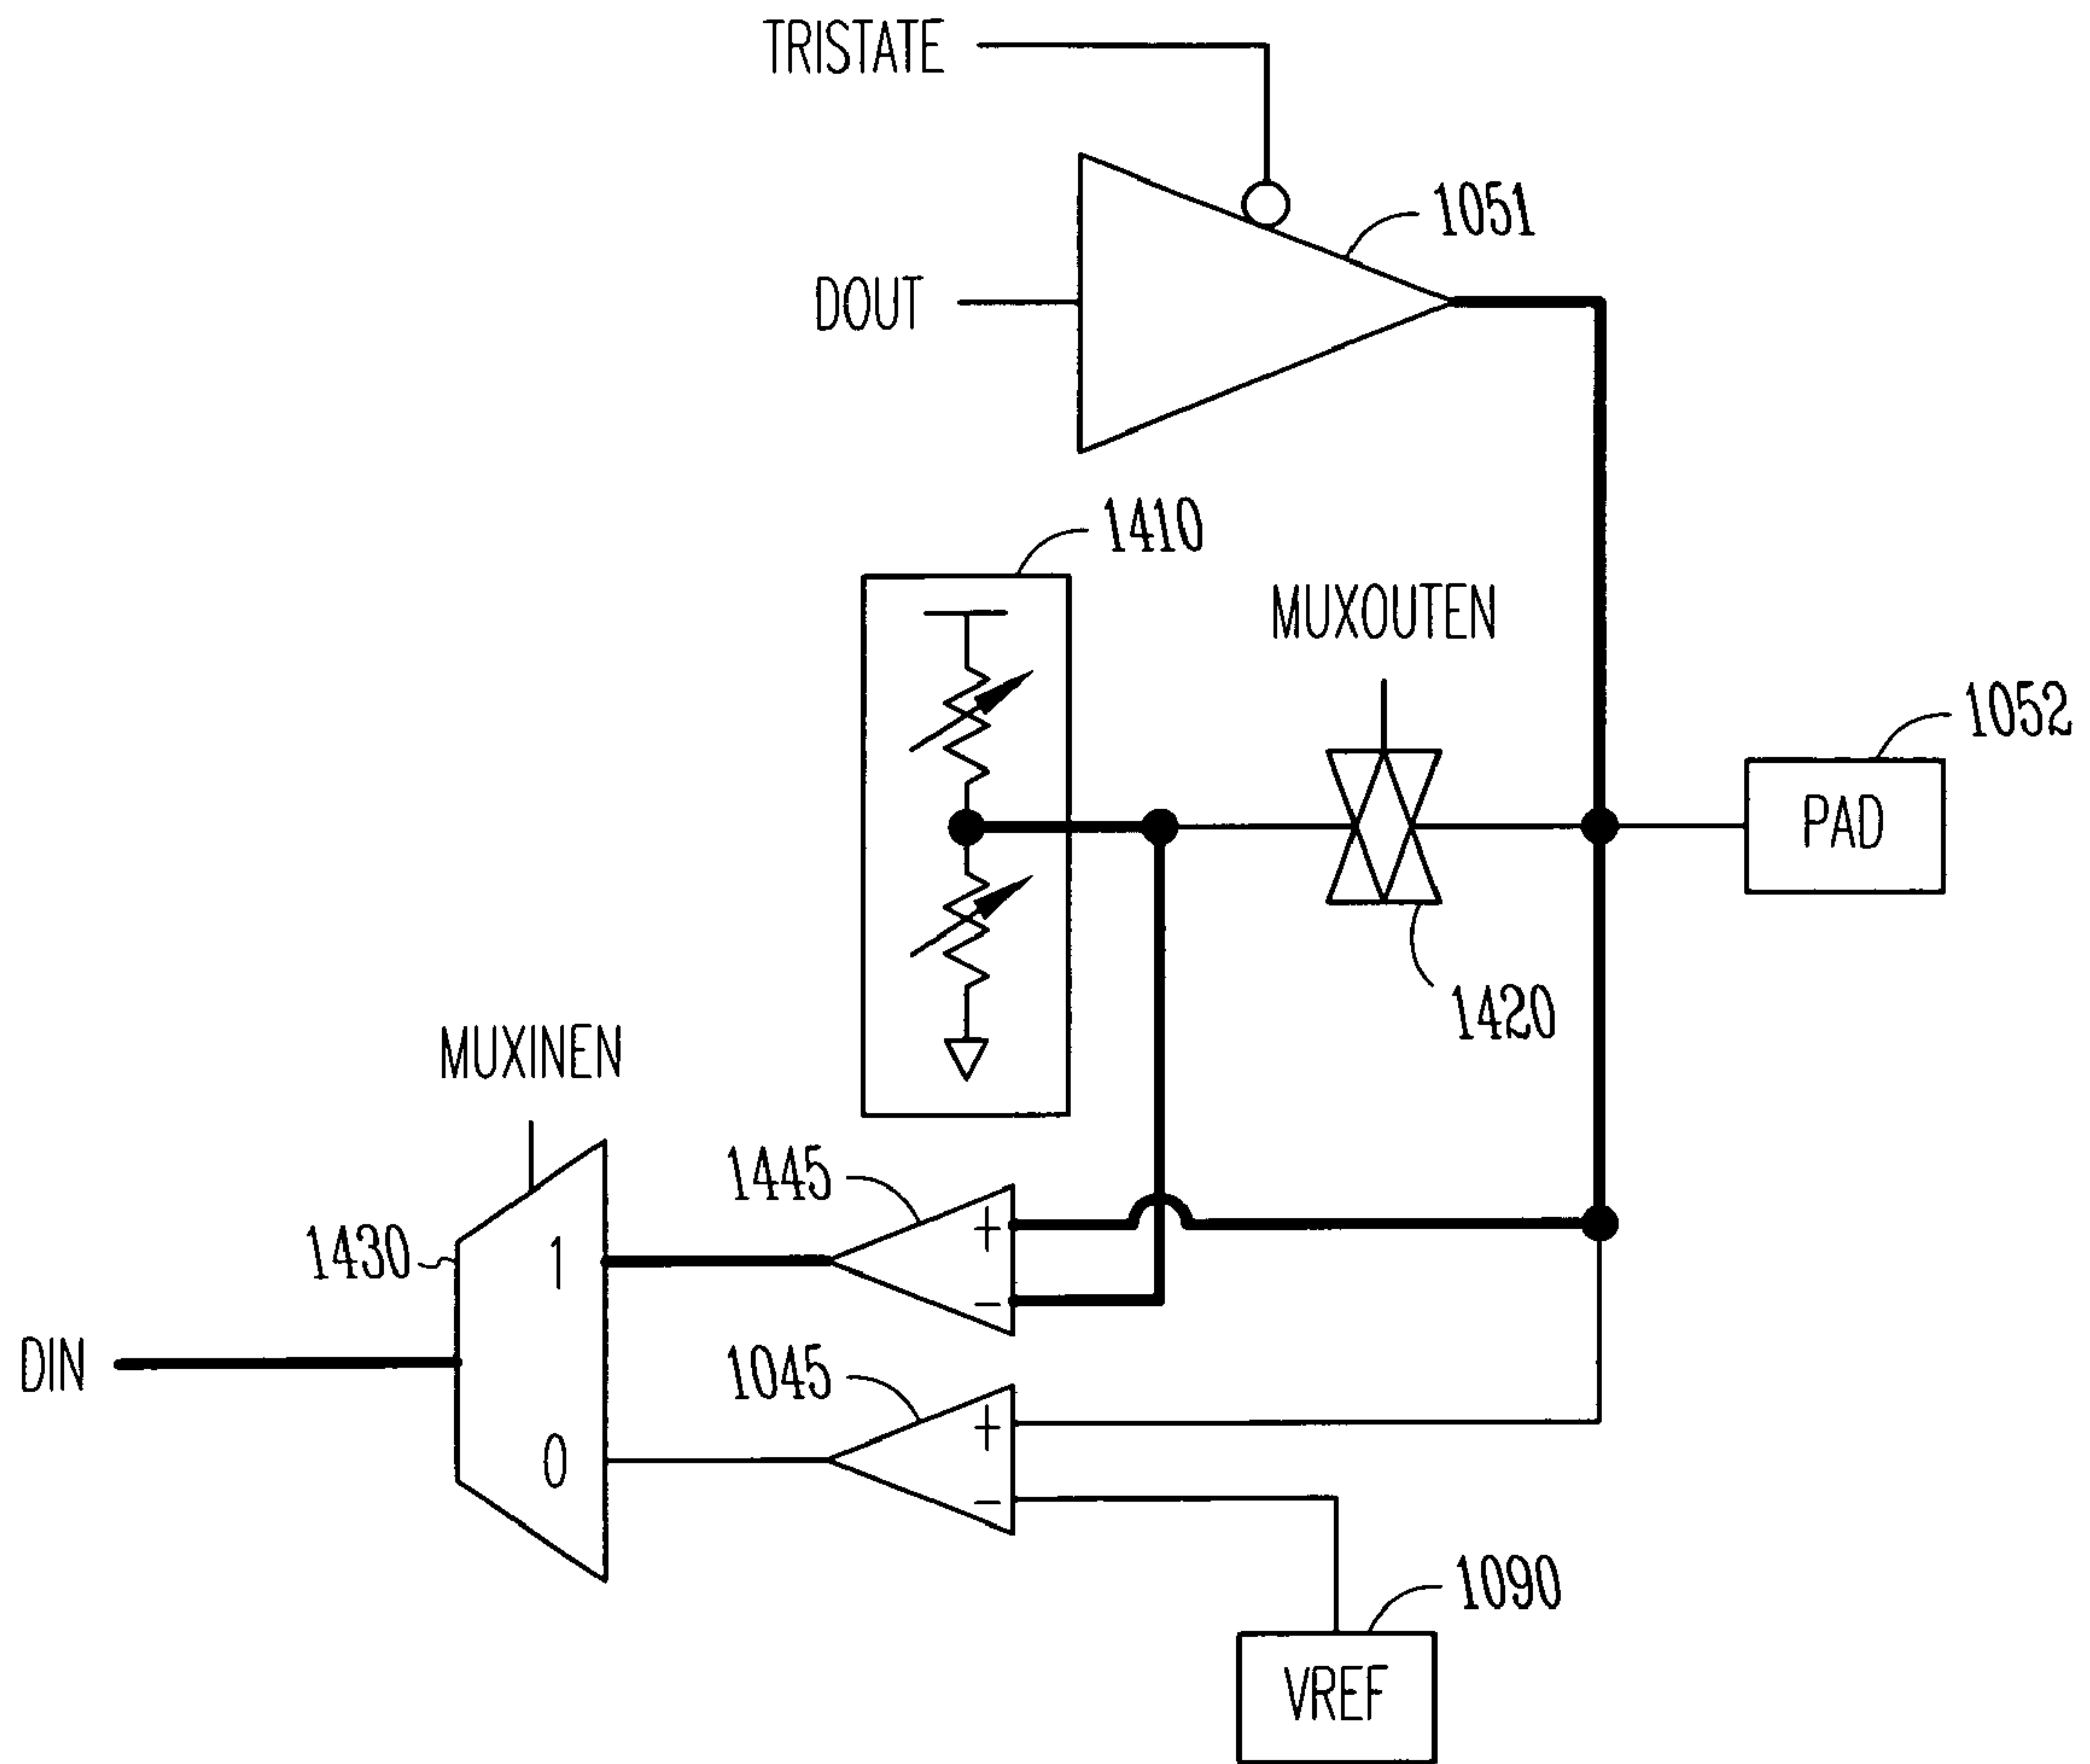 TRISTATE
1051
DOUT
1410
MUXOUTEN
1052
PAD
1420
MUXINEN
1445
+
1430
1
−
DIN
1045
+
0
−
1090
VREF